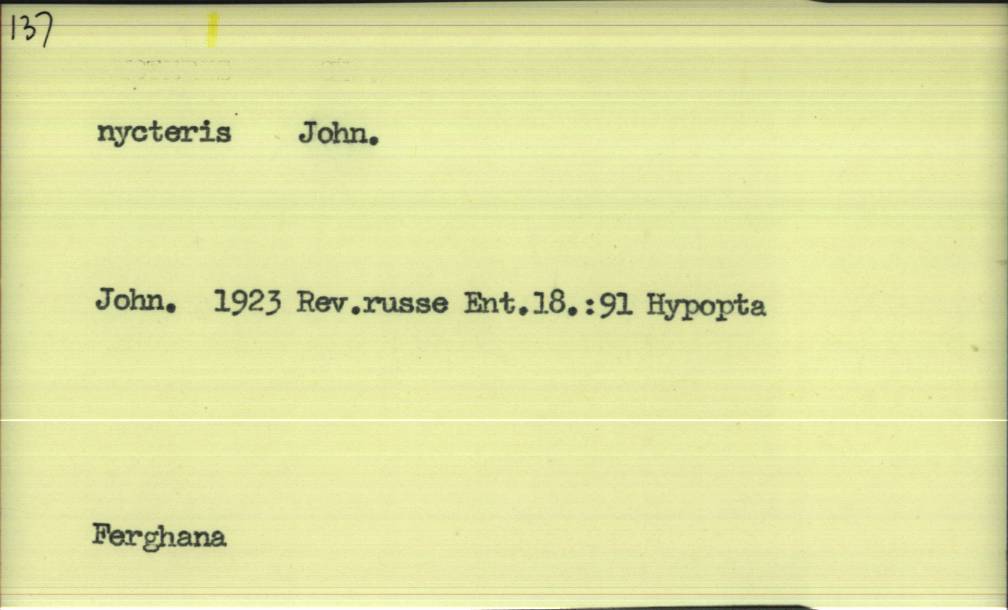 137
nycteris John.
John. 1923 Rev.russe Ent.18.:91 Hypopta
Ferghana